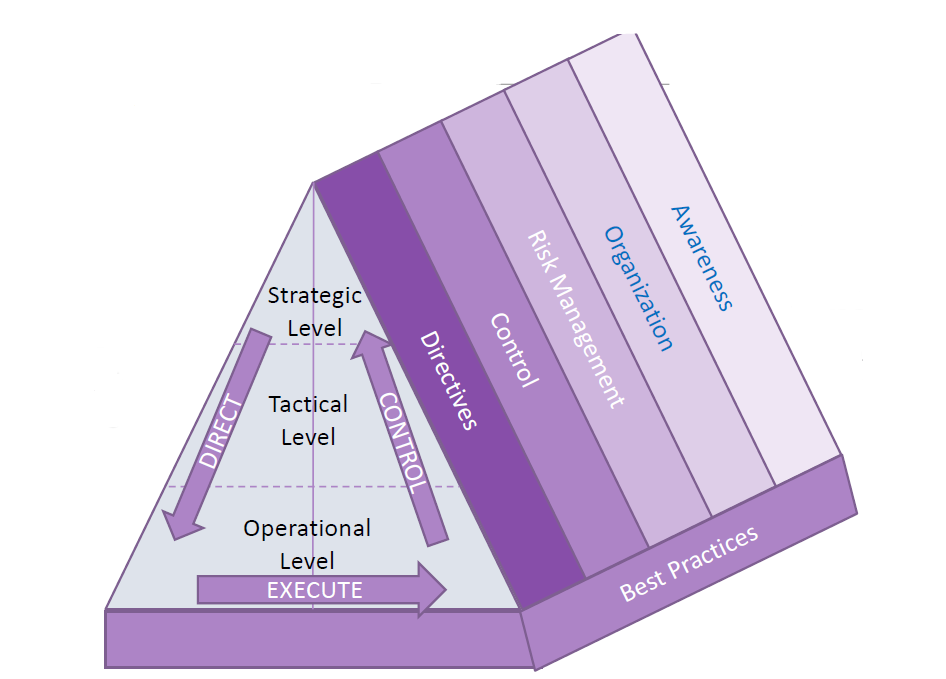 Strategic
Level
Tactical
Level
Operational
Level
DIRECT
CONTROL
EXECUTE
Directives
Control
Risk Management
Organization
Awareness
Best Practices